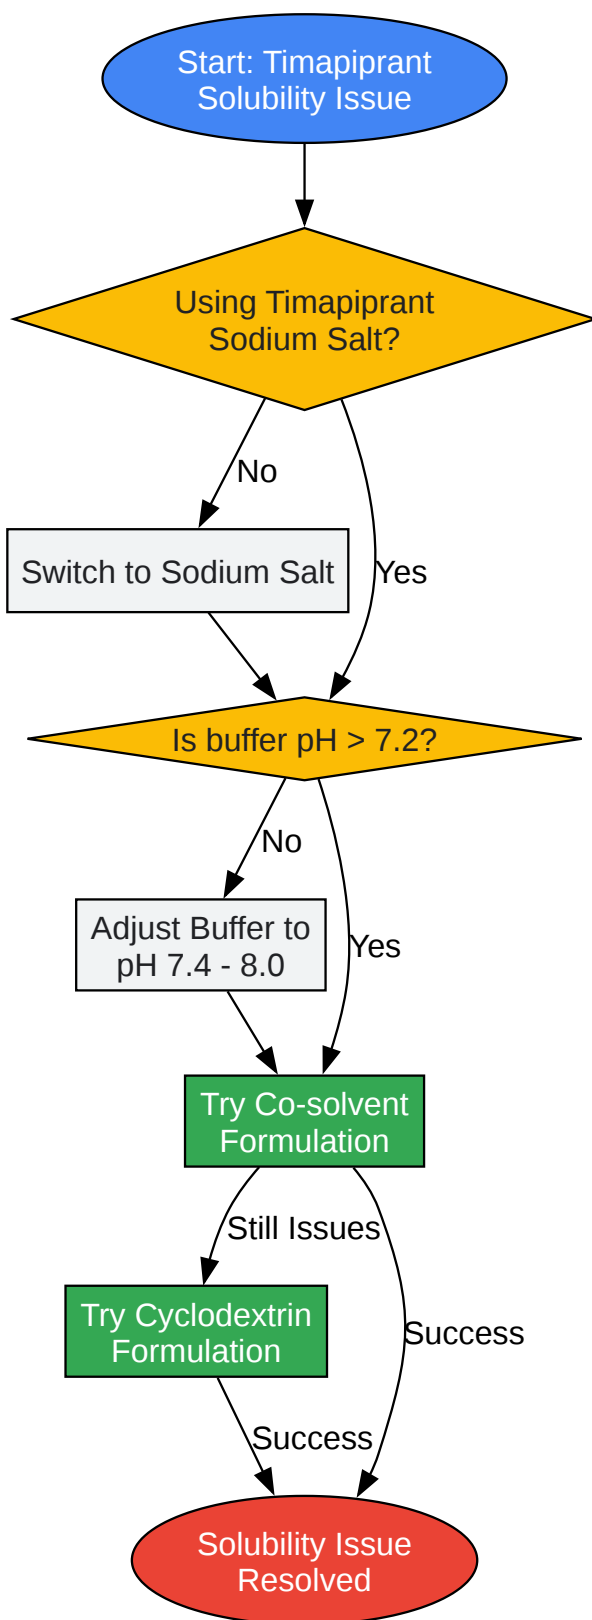 Start: Timapiprant
Solubility Issue
Using Timapiprant
Sodium Salt?
No
Switch to Sodium Salt
Yes
Is buffer pH > 7.2?
No
Adjust Buffer to
pH 7.4 - 8.0
Yes
Try Co-solvent
Formulation
Still Issues
Try Cyclodextrin
Formulation
Success
Success
Solubility Issue
Resolved